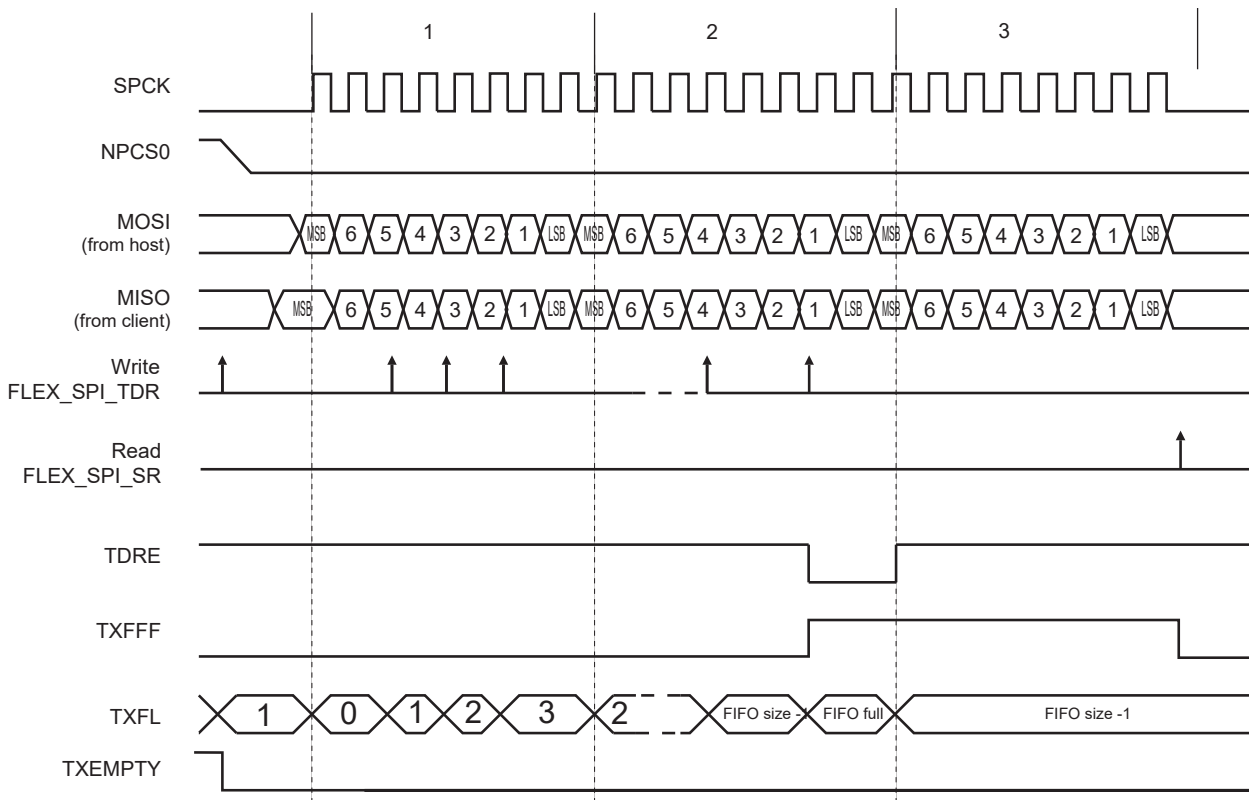 1 2 3
SPCK
NPCS0
MOSI
(from host)
MSB 6 5 4 3 2 1 LSB MSB 6 5 4 3 2 1 LSB MSB 6 5 4 3 2 1 LSB
MISO
(from client)
MSB 6 5 4 3 2 1 LSB MSB 6 5 4 3 2 1 LSB MSB 6 5 4 3 2 1 LSB
Write
FLEX_SPI_TDR
Read
FLEX_SPI_SR
TDRE
TXFFF
TXFL
1 0 1 2 3 2 FIFO size -1 FIFO full FIFO size -1
TXEMPTY